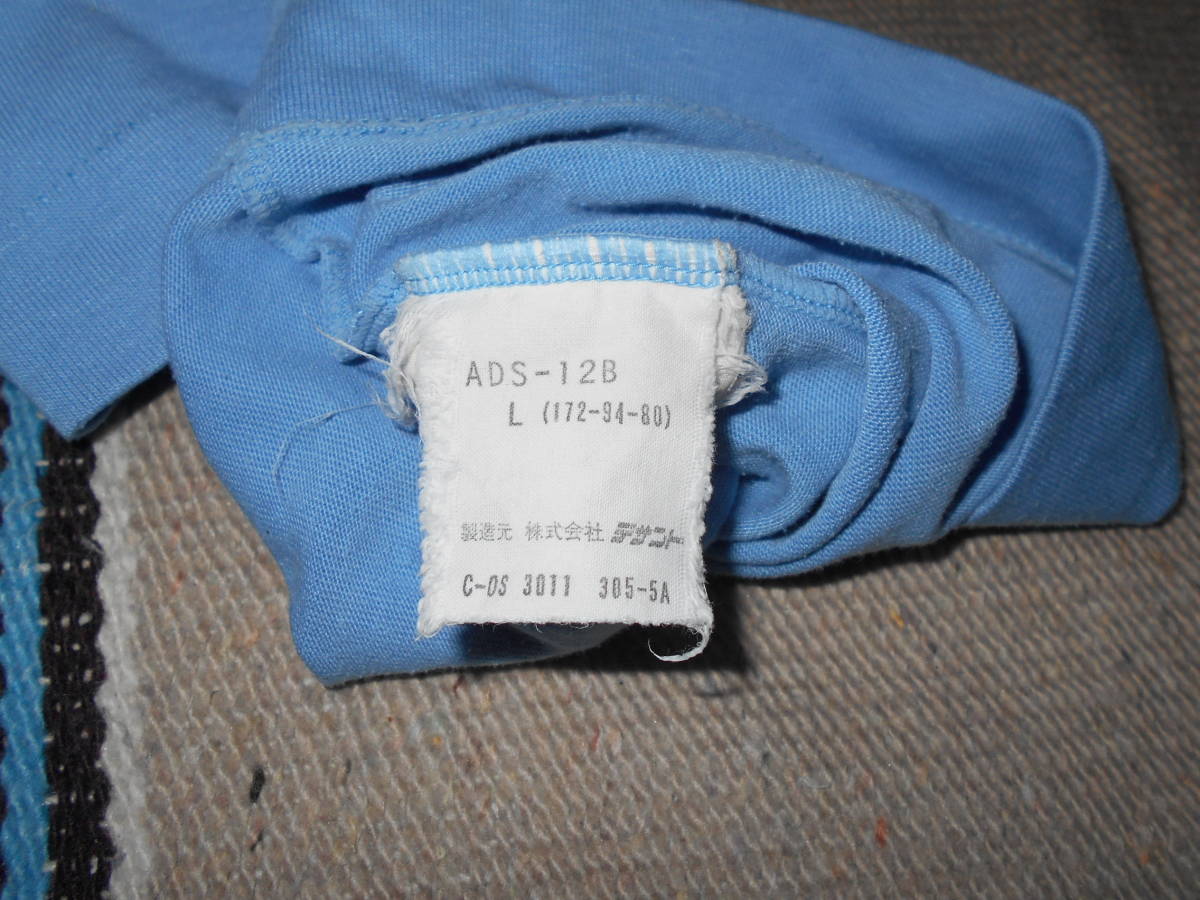 ADS-12B
L (172-94-80)
製造元 株式会社 デサント
C-DS 3011 305-5A